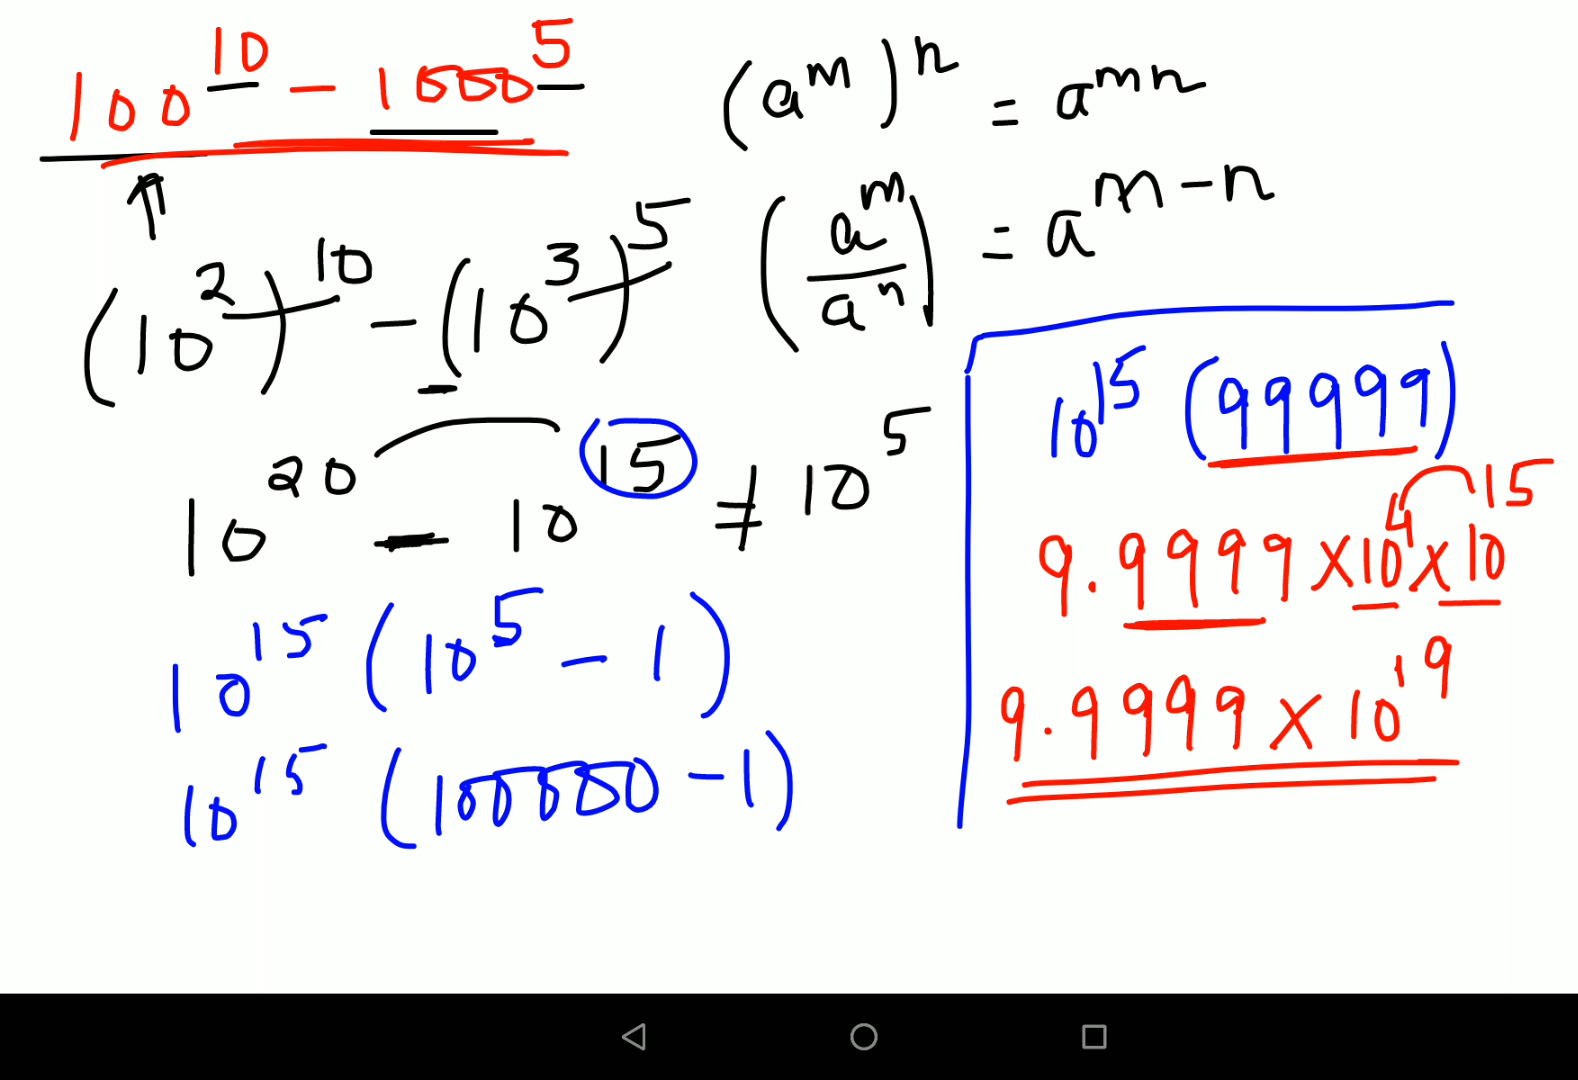 100^10 - 1000^5
(a^m)^n = a^mn
(10^2)^10 - (10^3)^5
(a^m/a^n) = a^m-n
10^20 - 10^15 ≠ 10^5
10^15 (10^5 - 1)
10^15 (100000 - 1)
10^15 (99999)
9.9999 × 10^4 × 10^15
9.9999 × 10^19